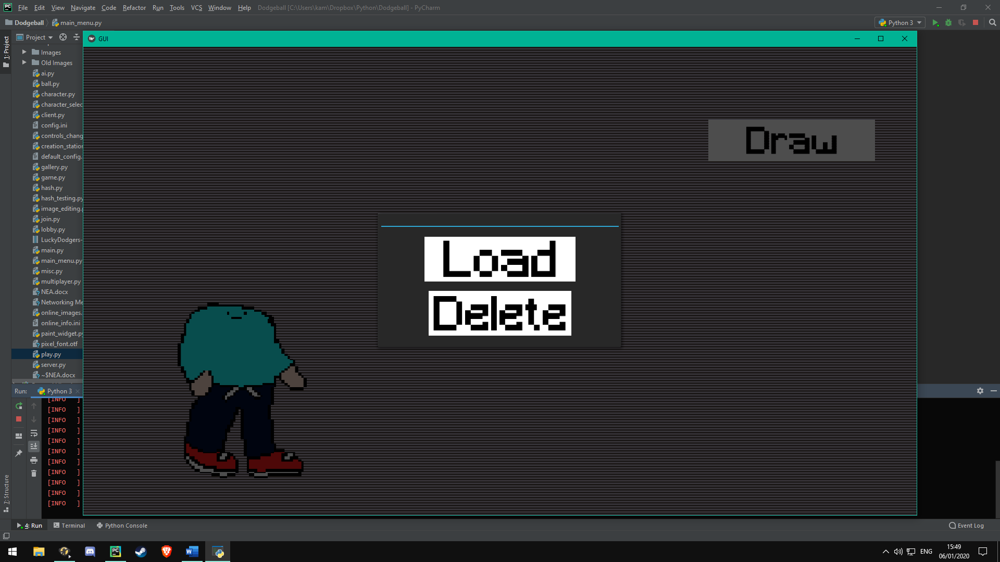 PC File Edit View Navigate Code Refactor Run Tools VCS Window Help Dodgeball [C:\Users\kam\Dropbox\Python\Dodgeball] - PyCharm
Dodgeball main_menu.py Python 3
1: Project
Project
GUI
Images
Old Images
ai.py
ball.py
character.py
character_selec
client.py
config.ini
controls_chang
creation_station
default_config.
gallery.py
game.py
hash.py
hash_testing.py
image_editing.
join.py
lobby.py
LuckyDodgers-
main.py
main_menu.py
misc.py
multiplayer.py
NEA.docx
Networking Me
online_images.
online_info.ini
paint_widget.py
pixel_font.otf
play.py
server.py
~$NEA.docx
Draw
Load
Delete
Run: Python 3
[INFO ]
[INFO ]
[INFO ]
[INFO ]
[INFO ]
[INFO ]
[INFO ]
[INFO ]
[INFO ]
[INFO ]
[INFO ]
7: Structure
4: Run Terminal Python Console Event Log
PC W ENG 15:49
06/01/2020